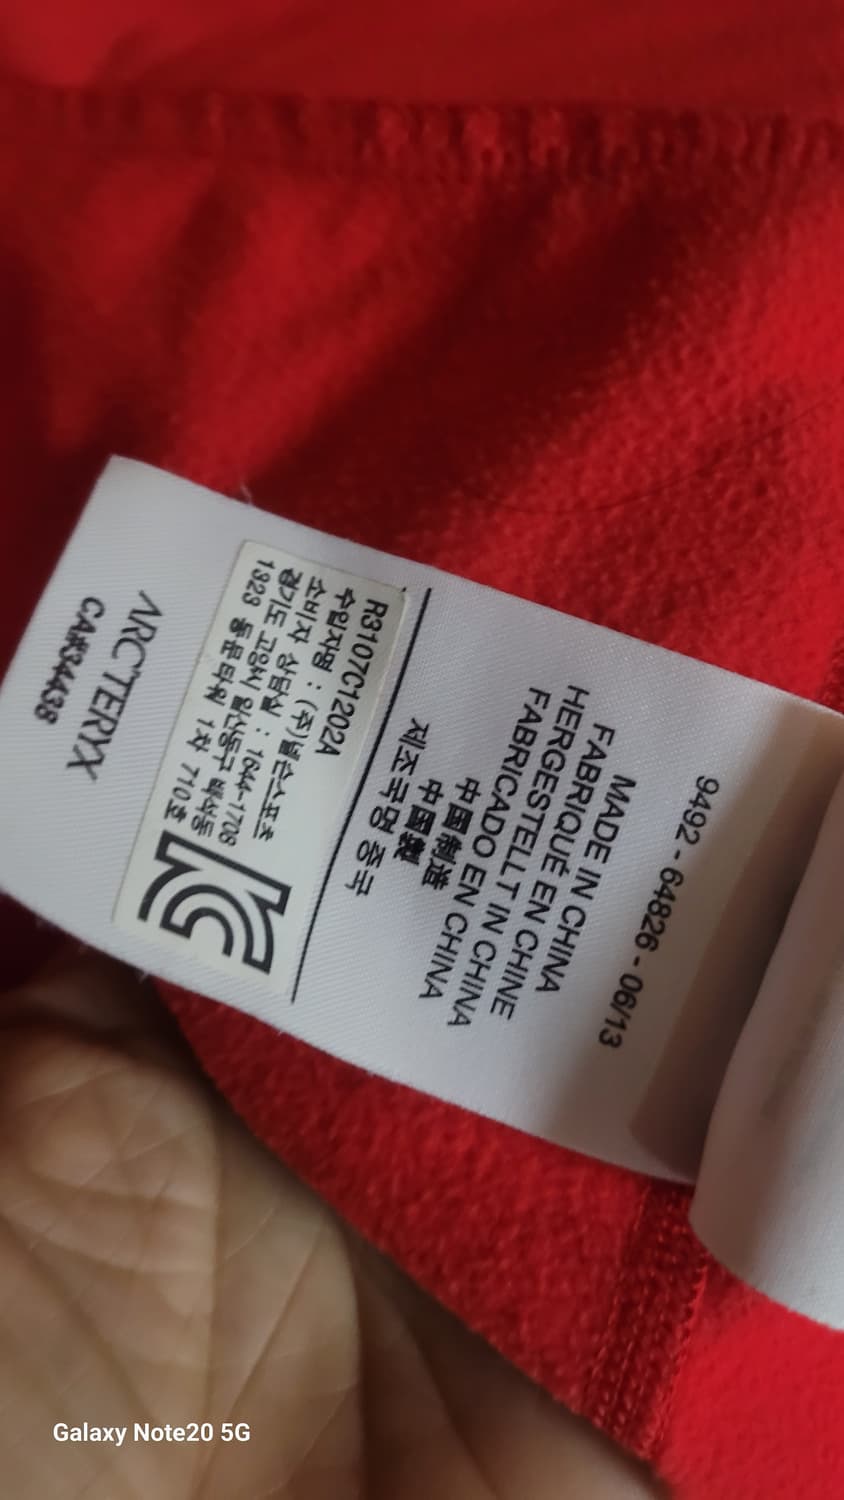 9492 - 64826 - 06/13
MADE IN CHINA
FABRIQUÉ EN CHINE
HERGESTELLT IN CHINA
FABRICADO EN CHINA
中国制造
中國製
제조국명 중국
R3107C1202A
수입자명 : (주)넬슨스포츠
소비자 상담실 : 1644-1708
경기도 고양시 일산동구 백석동
1323 동문타워 1차 710호
ARC'TERYX
CA#34438
Galaxy Note20 5G